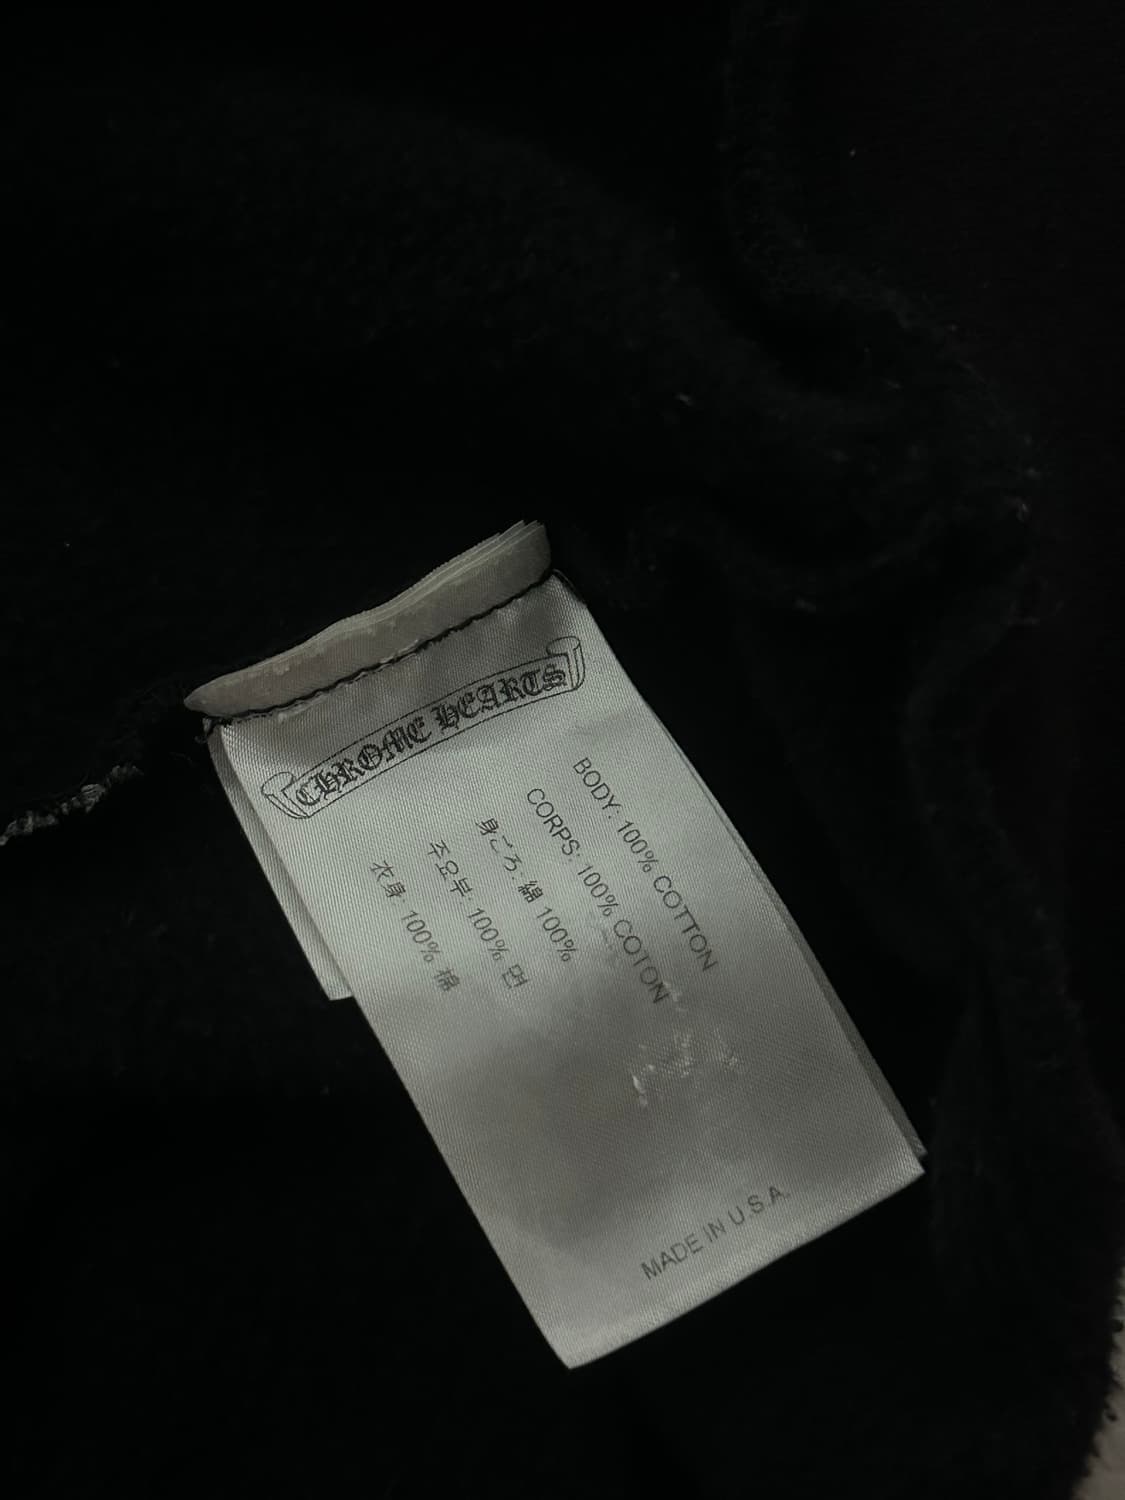 CHROME HEARTS
BODY: 100% COTTON
CORPS: 100% COTON
身ごろ: 綿 100%
주요부: 100% 면
衣身: 100% 棉
MADE IN U.S.A.